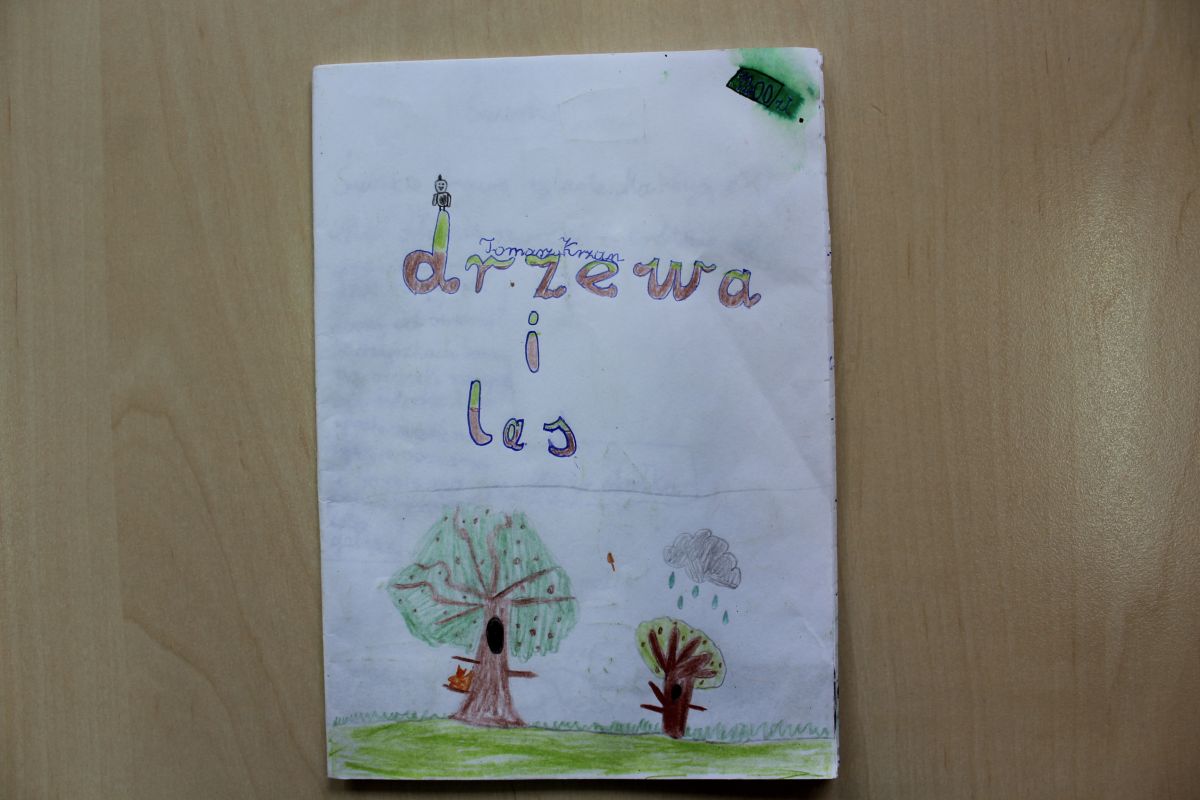 Tomasz Krzan
drzewa
i
las